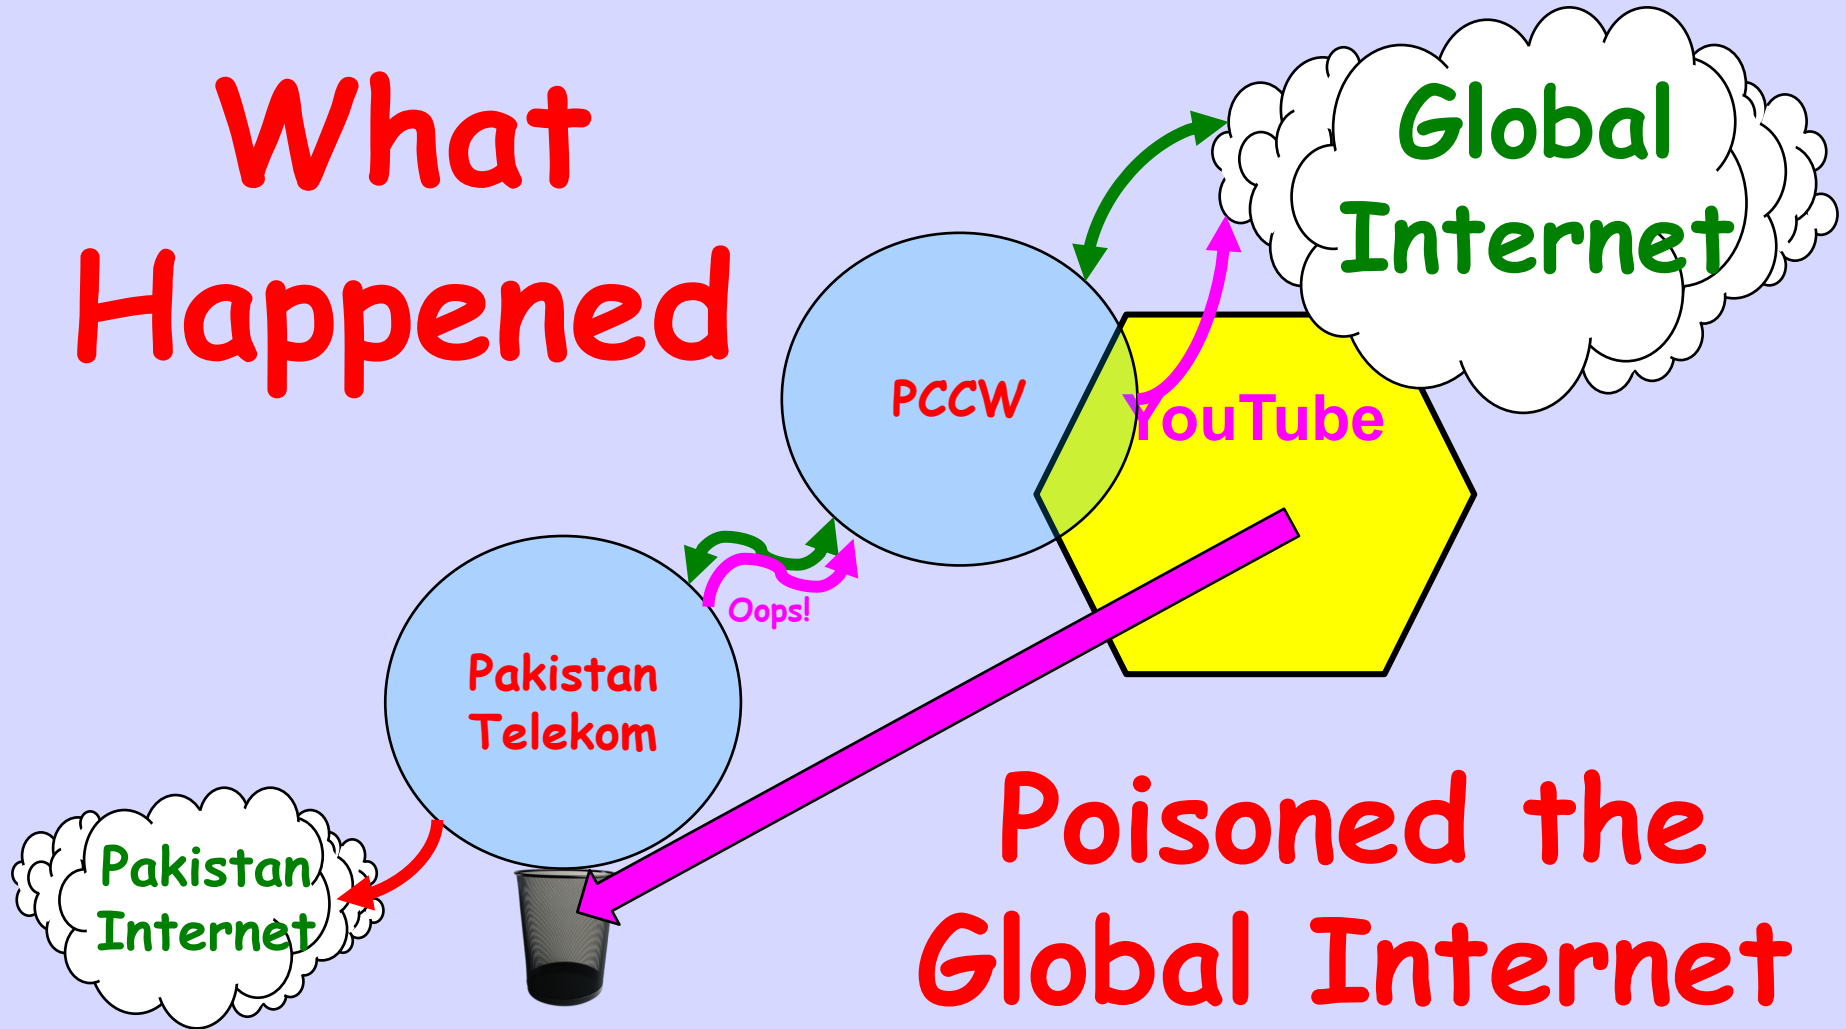 What
Happened
Global
Internet
PCCW
YouTube
Oops!
Pakistan
Telekom
Pakistan
Internet
Poisoned the
Global Internet